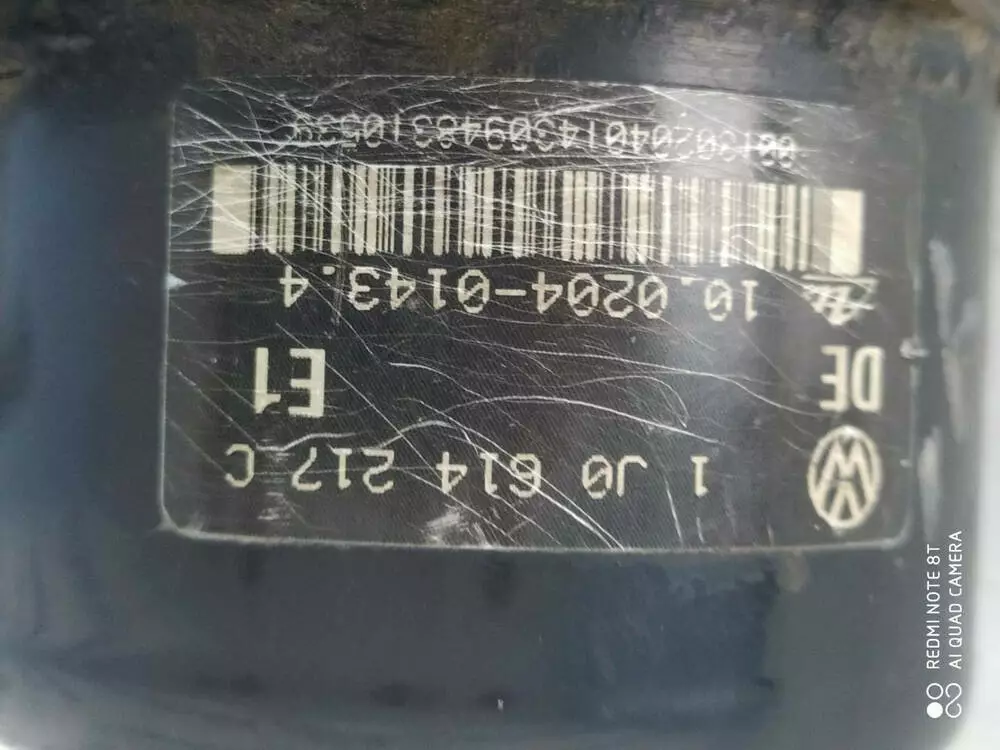 1 J0 614 217 C
DE E1
10.0204-0143.4
REDMI NOTE 8T
AI QUAD CAMERA